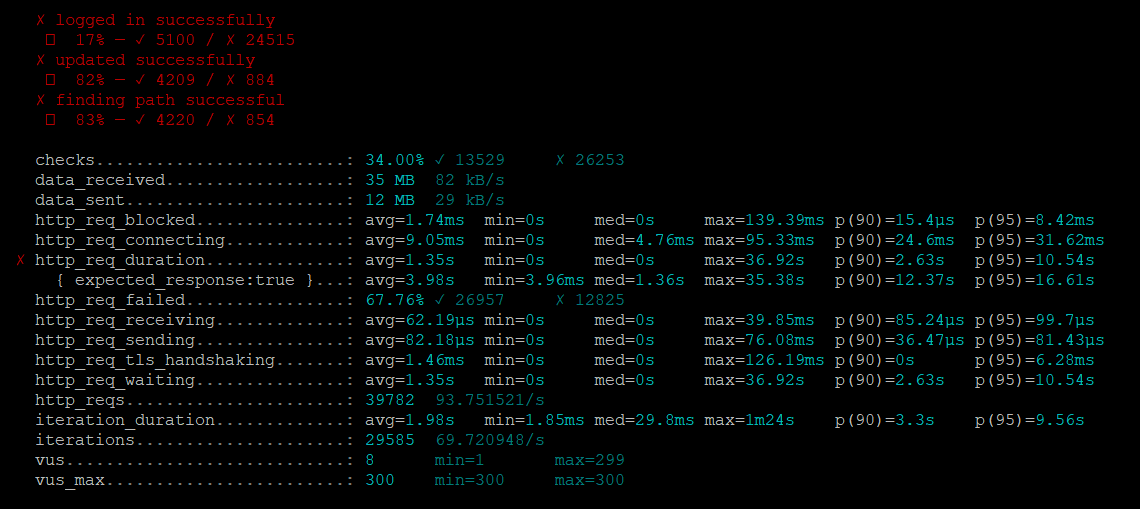 ✗ logged in successfully
□ 17% — ✓ 5100 / ✗ 24515
✗ updated successfully
□ 82% — ✓ 4209 / ✗ 884
✗ finding path successful
□ 83% — ✓ 4220 / ✗ 854
checks.........................: 34.00% ✓ 13529 ✗ 26253
data_received..................: 35 MB 82 kB/s
data_sent......................: 12 MB 29 kB/s
http_req_blocked...............: avg=1.74ms min=0s med=0s max=139.39ms p(90)=15.4µs p(95)=8.42ms
http_req_connecting............: avg=9.05ms min=0s med=4.76ms max=95.33ms p(90)=24.6ms p(95)=31.62ms
✗ http_req_duration..............: avg=1.35s min=0s med=0s max=36.92s p(90)=2.63s p(95)=10.54s
{ expected_response:true }...: avg=3.98s min=3.96ms med=1.36s max=35.38s p(90)=12.37s p(95)=16.61s
http_req_failed................: 67.76% ✓ 26957 ✗ 12825
http_req_receiving.............: avg=62.19µs min=0s med=0s max=39.85ms p(90)=85.24µs p(95)=99.7µs
http_req_sending...............: avg=82.18µs min=0s med=0s max=76.08ms p(90)=36.47µs p(95)=81.43µs
http_req_tls_handshaking.......: avg=1.46ms min=0s med=0s max=126.19ms p(90)=0s p(95)=6.28ms
http_req_waiting...............: avg=1.35s min=0s med=0s max=36.92s p(90)=2.63s p(95)=10.54s
http_reqs......................: 39782 93.751521/s
iteration_duration.............: avg=1.98s min=1.85ms med=29.8ms max=1m24s p(90)=3.3s p(95)=9.56s
iterations.....................: 29585 69.720948/s
vus............................: 8 min=1 max=299
vus_max........................: 300 min=300 max=300